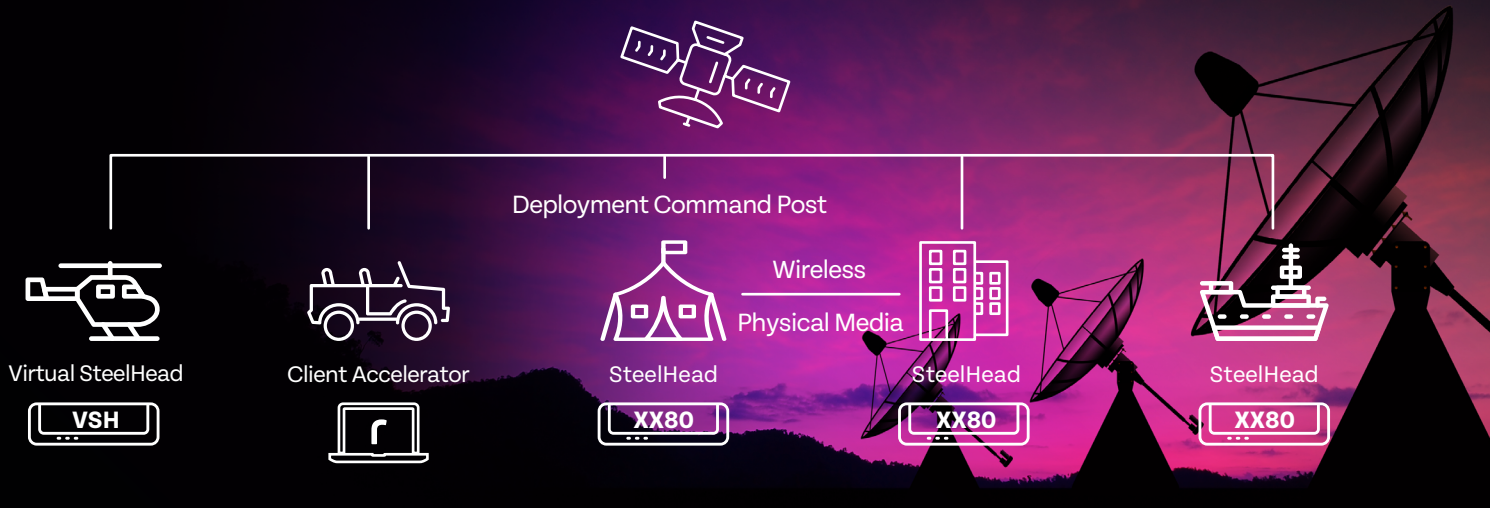 Deployment Command Post
Wireless
Physical Media
Virtual SteelHead
Client Accelerator
SteelHead
SteelHead
SteelHead
VSH
r
XX80
XX80
XX80